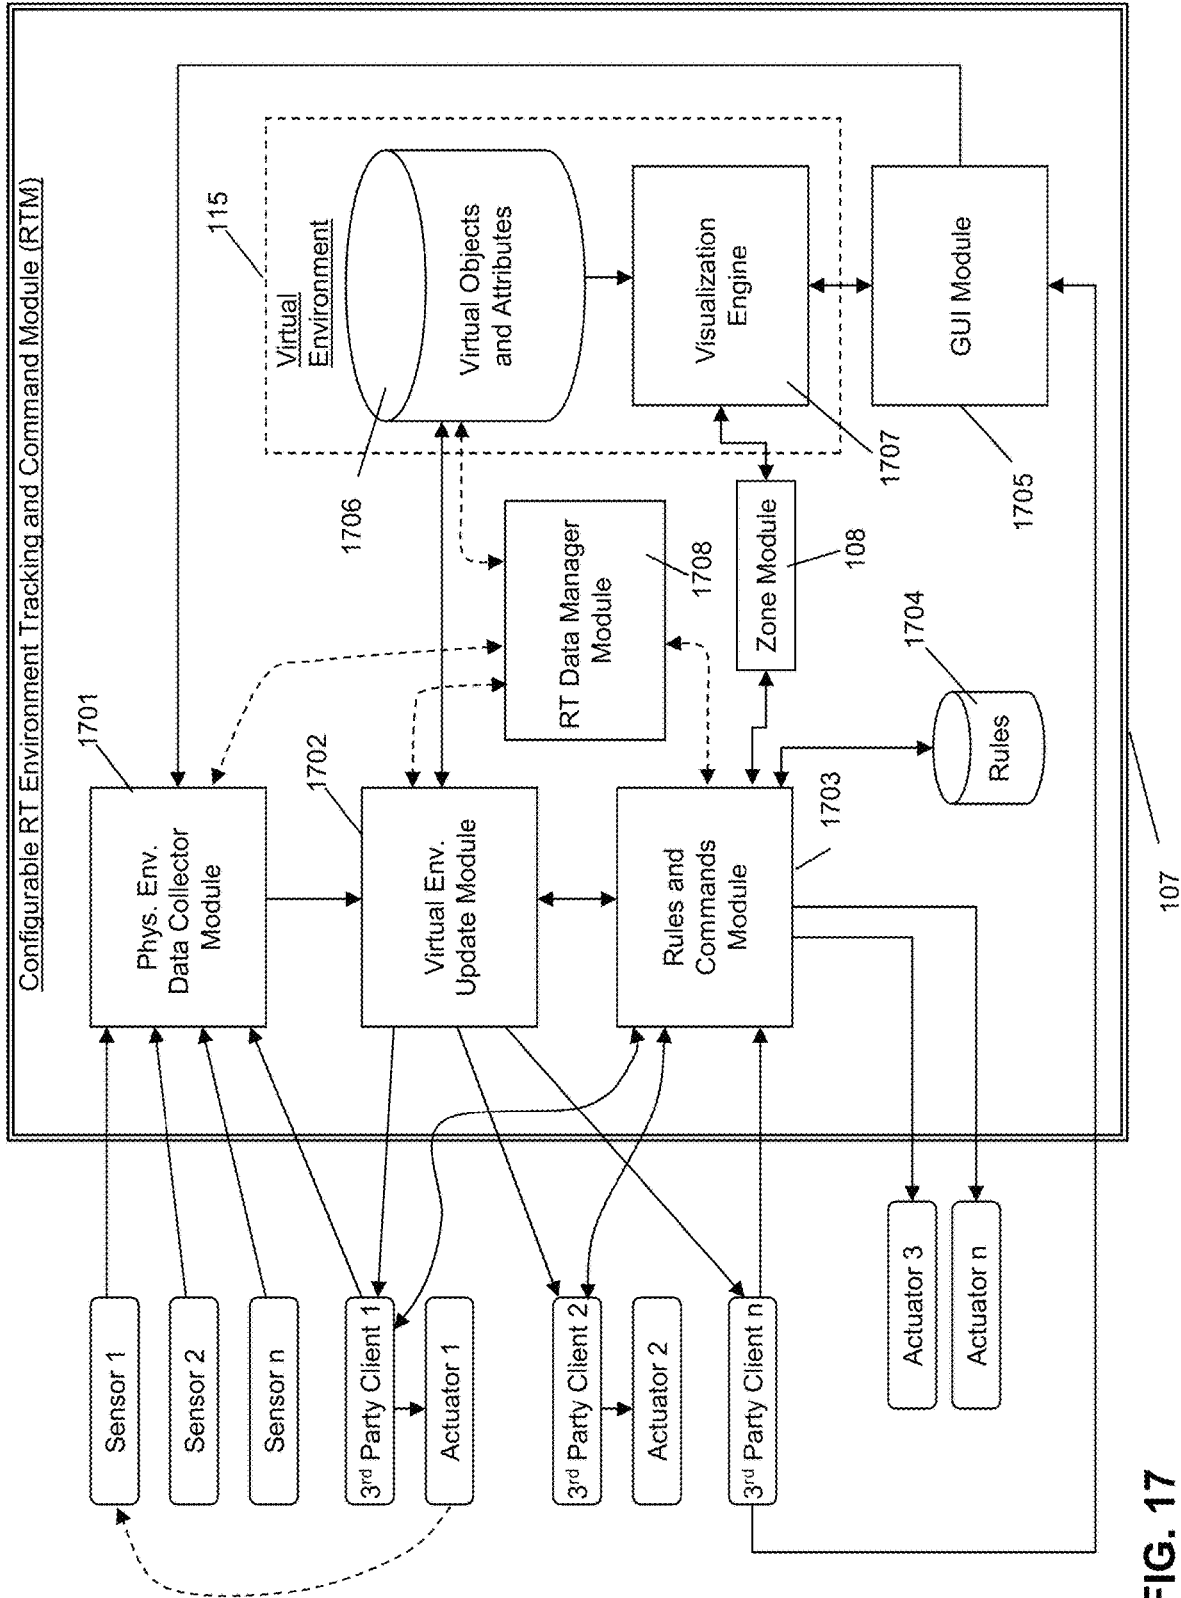 Configurable RT Environment Tracking and Command Module (RTM)
Sensor 1
Sensor 2
Sensor n
3rd Party Client 1
Actuator 1
3rd Party Client 2
Actuator 2
3rd Party Client n
Actuator 3
Actuator n
1701
Phys. Env.
Data Collector
Module
1702
Virtual Env.
Update Module
Rules and
Commands
Module
1703
1704
Rules
RT Data Manager
Module
1708
Zone Module
108
115
Virtual
Environment
Virtual Objects
and Attributes
1706
Visualization
Engine
1707
GUI Module
1705
107
FIG. 17